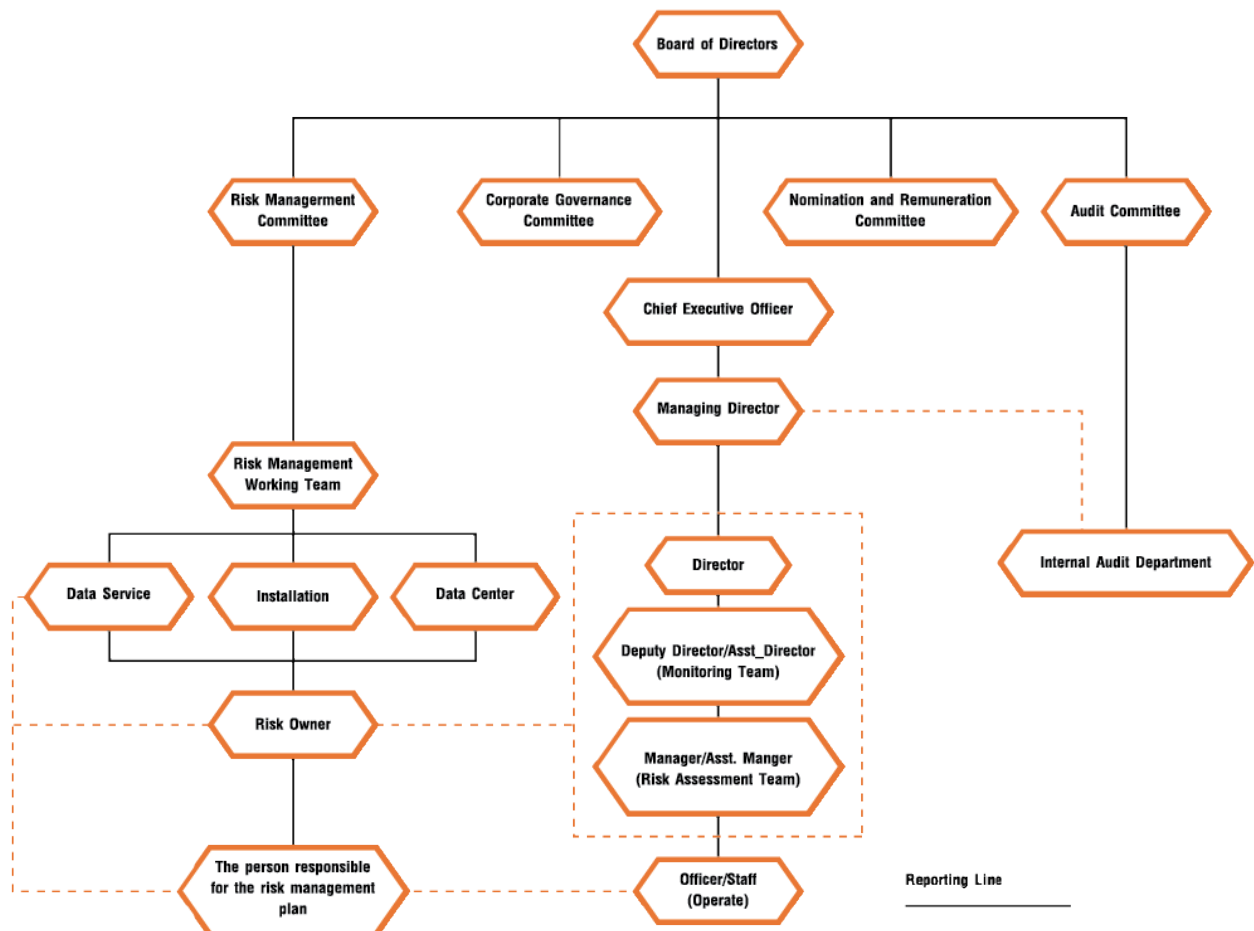 Board of Directors
Risk Managerment
Committee
Corporate Governance
Committee
Nomination and Remuneration
Committee
Audit Committee
Chief Executive Officer
Managing Director
Risk Management
Working Team
Data Service
Installation
Data Center
Director
Internal Audit Department
Deputy Director/Asst_Director
(Monitoring Team)
Risk Owner
Manager/Asst. Manger
(Risk Assessment Team)
The person responsible
for the risk management
plan
Officer/Staff
(Operate)
Reporting Line